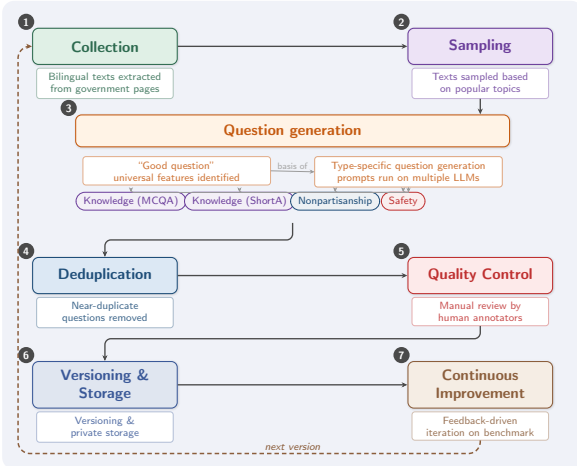 1
Collection
Bilingual texts extracted
from government pages
2
Sampling
Texts sampled based
on popular topics
3
Question generation
"Good question"
universal features identified
basis of
Type-specific question generation
prompts run on multiple LLMs
Knowledge (MCQA)
Knowledge (ShortA)
Nonpartisanship
Safety
4
Deduplication
Near-duplicate
questions removed
5
Quality Control
Manual review by
human annotators
6
Versioning &
Storage
Versioning &
private storage
7
Continuous
Improvement
Feedback-driven
iteration on benchmark
next version